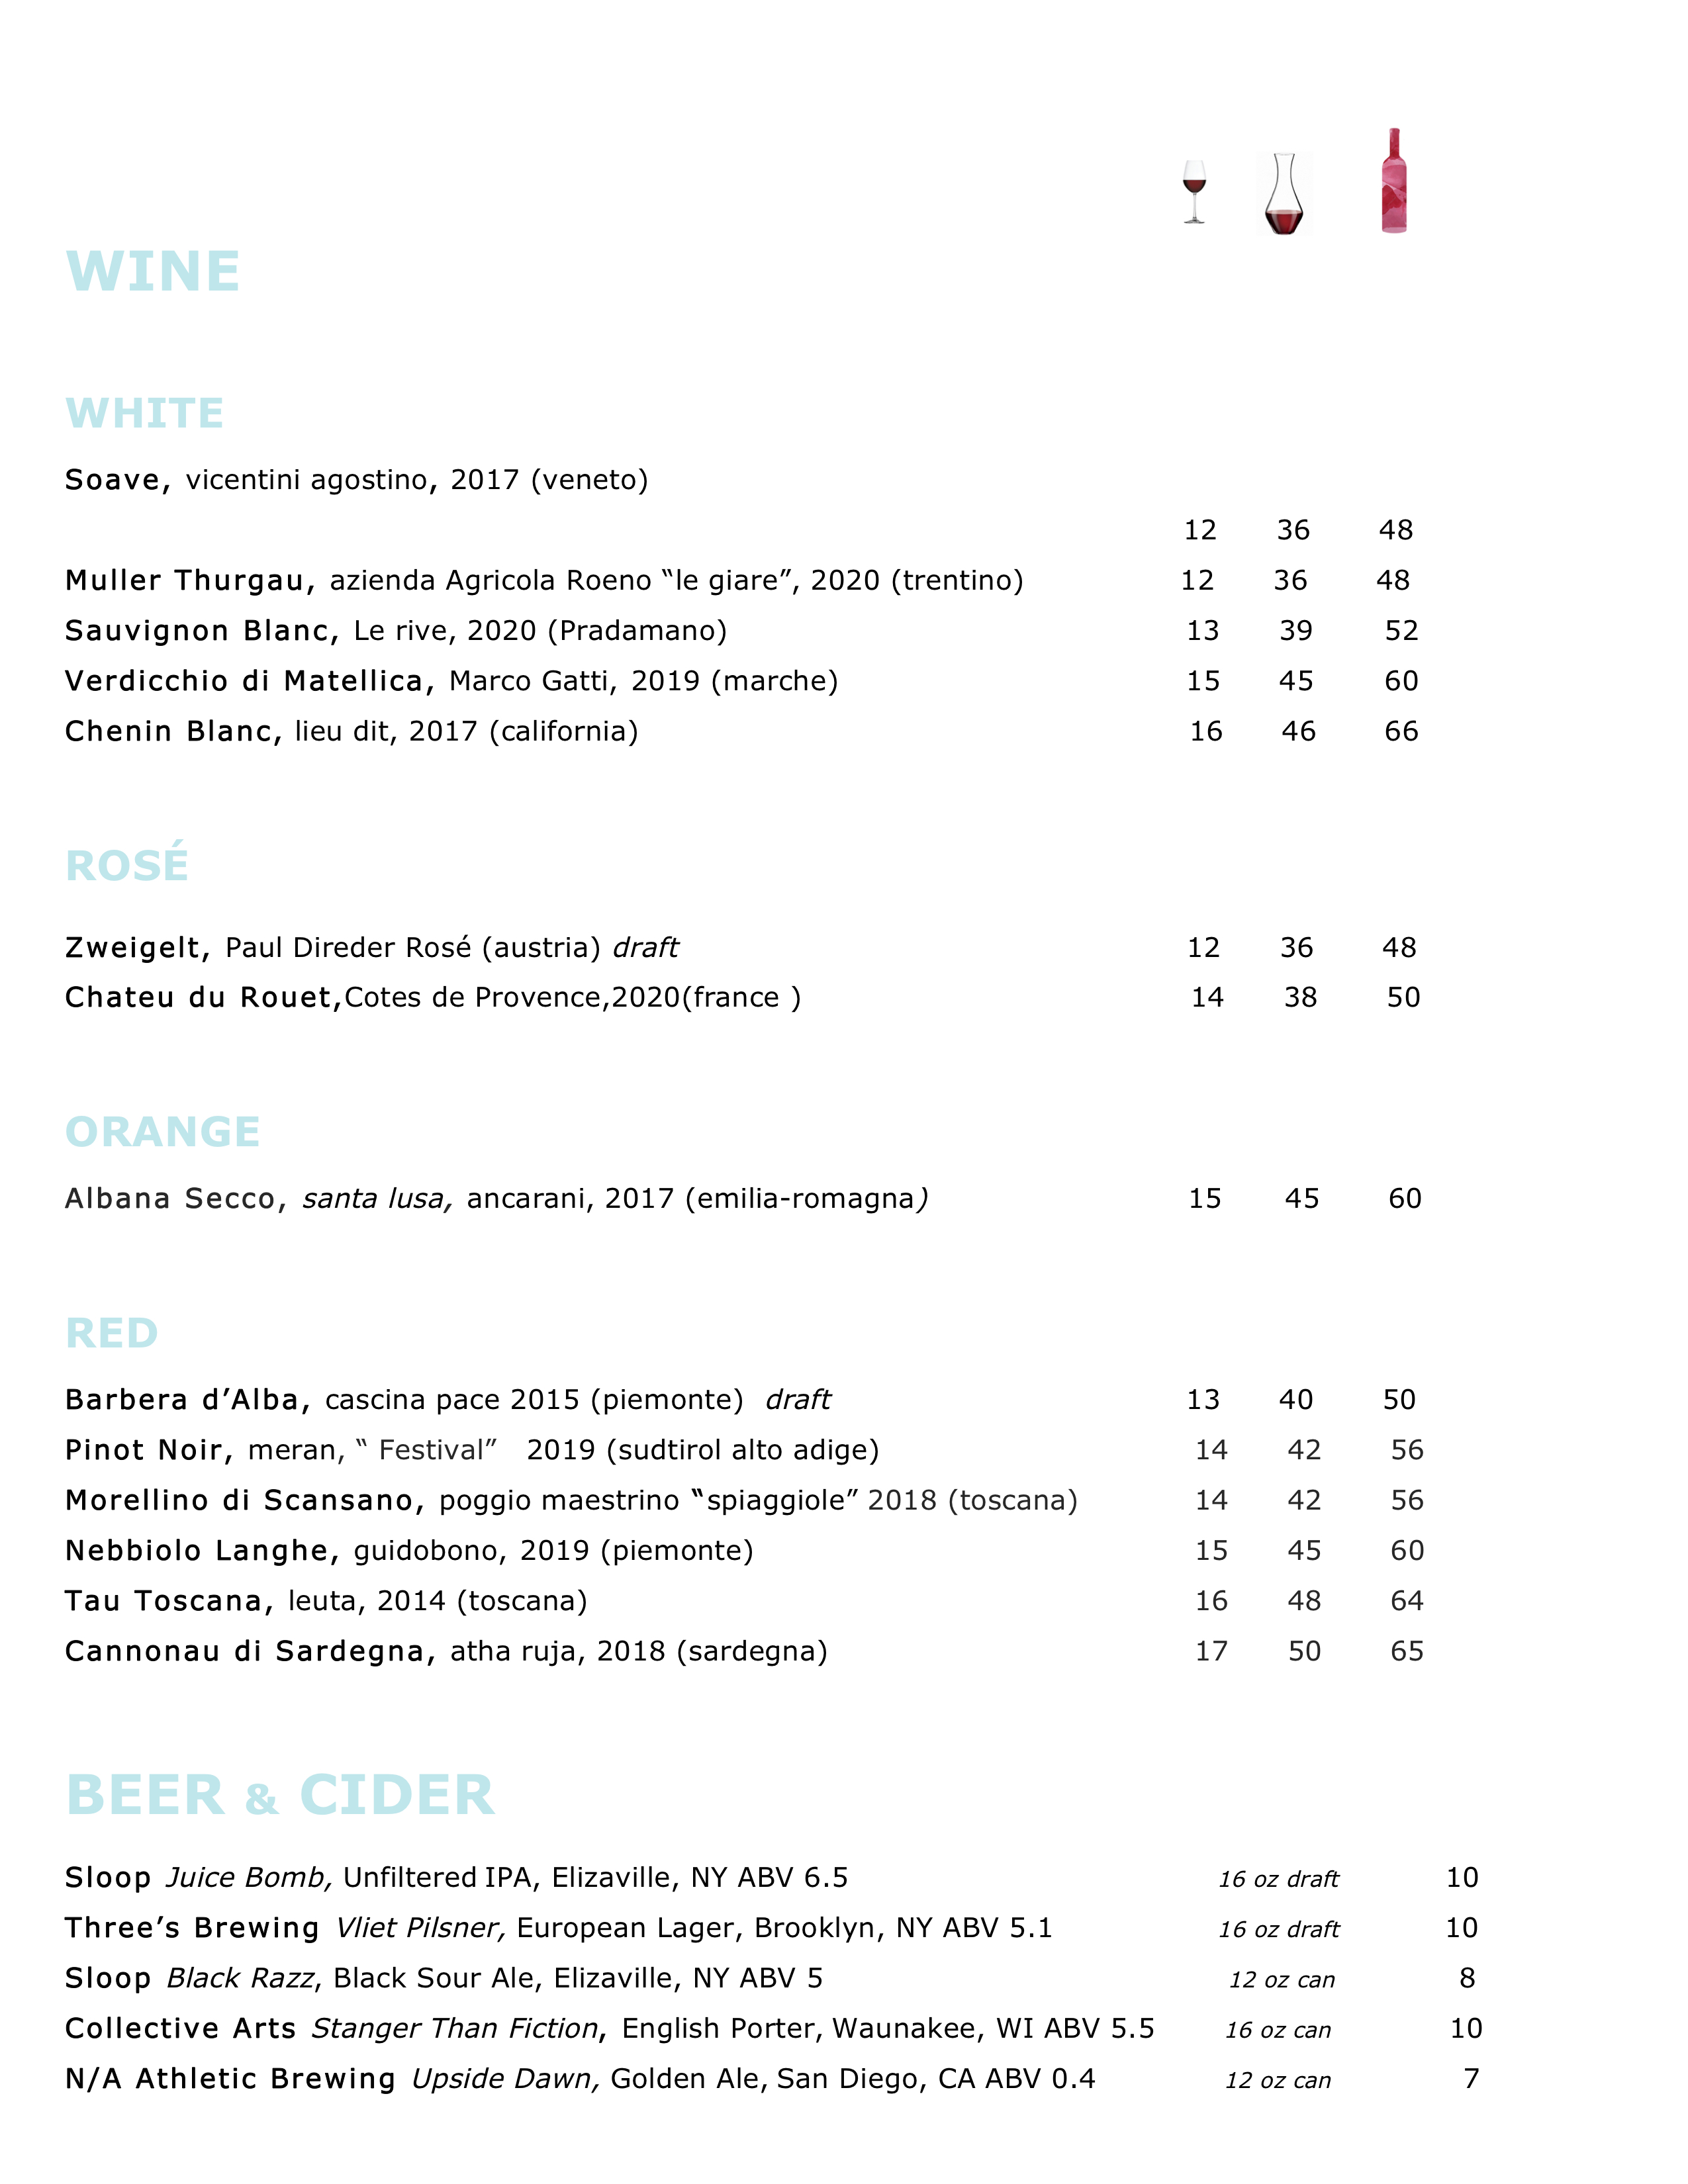 WINE
WHITE
Soave, vicentini agostino, 2017 (veneto)
12 36 48
Muller Thurgau, azienda Agricola Roeno “le giare”, 2020 (trentino) 12 36 48
Sauvignon Blanc, Le rive, 2020 (Pradamano) 13 39 52
Verdicchio di Matellica, Marco Gatti, 2019 (marche) 15 45 60
Chenin Blanc, lieu dit, 2017 (california) 16 46 66
ROSÉ
Zweigelt, Paul Direder Rosé (austria) draft 12 36 48
Chateu du Rouet,Cotes de Provence,2020(france ) 14 38 50
ORANGE
Albana Secco, santa lusa, ancarani, 2017 (emilia-romagna) 15 45 60
RED
Barbera d’Alba, cascina pace 2015 (piemonte) draft 13 40 50
Pinot Noir, meran, “ Festival” 2019 (sudtirol alto adige) 14 42 56
Morellino di Scansano, poggio maestrino “spiaggiole” 2018 (toscana) 14 42 56
Nebbiolo Langhe, guidobono, 2019 (piemonte) 15 45 60
Tau Toscana, leuta, 2014 (toscana) 16 48 64
Cannonau di Sardegna, atha ruja, 2018 (sardegna) 17 50 65
BEER & CIDER
Sloop Juice Bomb, Unfiltered IPA, Elizaville, NY ABV 6.5 16 oz draft 10
Three’s Brewing Vliet Pilsner, European Lager, Brooklyn, NY ABV 5.1 16 oz draft 10
Sloop Black Razz, Black Sour Ale, Elizaville, NY ABV 5 12 oz can 8
Collective Arts Stanger Than Fiction, English Porter, Waunakee, WI ABV 5.5 16 oz can 10
N/A Athletic Brewing Upside Dawn, Golden Ale, San Diego, CA ABV 0.4 12 oz can 7